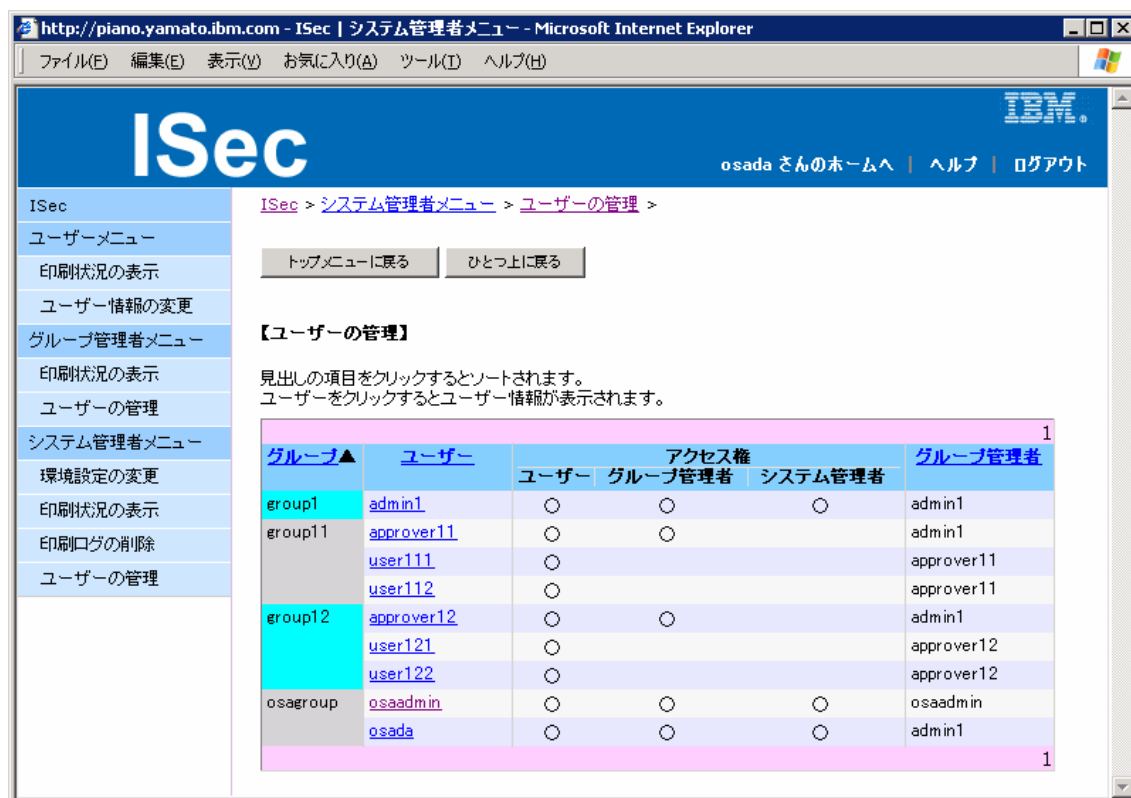 http://piano.yamato.ibm.com - ISec | システム管理者メニュー - Microsoft Internet Explorer
ファイル(F) 編集(E) 表示(V) お気に入り(A) ツール(T) ヘルプ(H)
IBM®
ISec
osada さんのホームへ | ヘルプ | ログアウト
ISec
ユーザーメニュー
印刷状況の表示
ユーザー情報の変更
グループ管理者メニュー
印刷状況の表示
ユーザーの管理
システム管理者メニュー
環境設定の変更
印刷状況の表示
印刷ログの削除
ユーザーの管理
ISec > システム管理者メニュー > ユーザーの管理 >
トップメニューに戻る ひとつ上に戻る
【ユーザーの管理】
見出しの項目をクリックするとソートされます。
ユーザーをクリックするとユーザー情報が表示されます。
1
グループ▲ ユーザー アクセス権 グループ管理者
ユーザー グループ管理者 システム管理者
group1 admin1 ○ ○ ○ admin1
group11 approver11 ○ ○ admin1
user111 ○ approver11
user112 ○ approver11
group12 approver12 ○ ○ admin1
user121 ○ approver12
user122 ○ approver12
osagroup osaadmin ○ ○ ○ osaadmin
osada ○ ○ ○ admin1
1